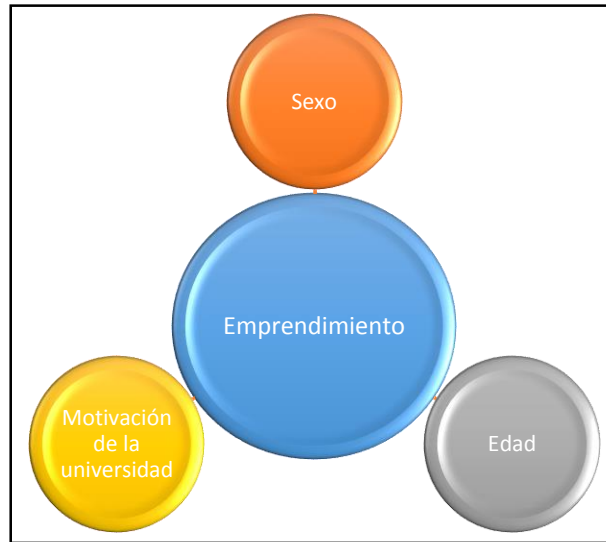 Sexo
Emprendimiento
Motivación
de la
universidad
Edad